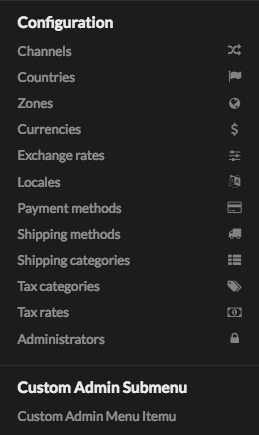 Configuration
Channels
Countries
Zones
Currencies
Exchange rates
Locales
Payment methods
Shipping methods
Shipping categories
Tax categories
Tax rates
Administrators
Custom Admin Submenu
Custom Admin Menu Itemu